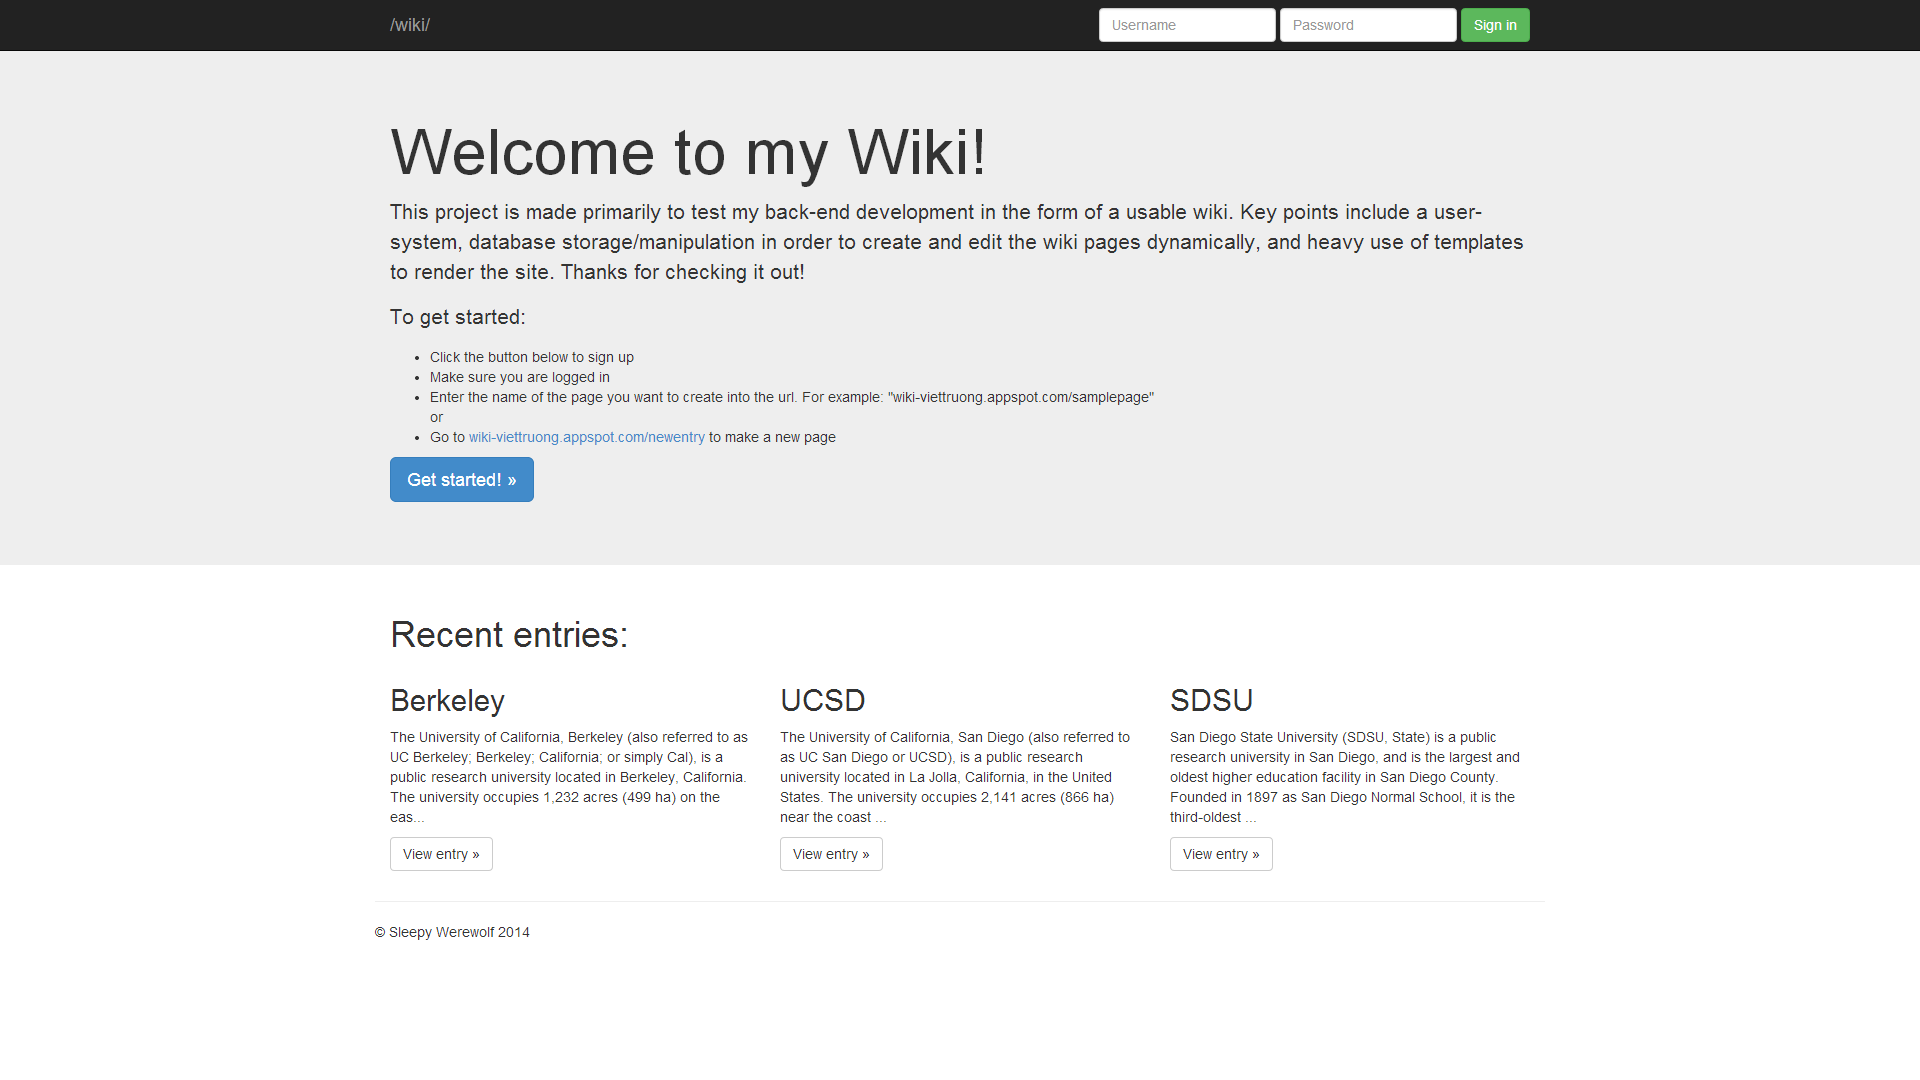 /wiki/
Username
Password
Sign in
Welcome to my Wiki!
This project is made primarily to test my back-end development in the form of a usable wiki. Key points include a user-
system, database storage/manipulation in order to create and edit the wiki pages dynamically, and heavy use of templates
to render the site. Thanks for checking it out!
To get started:
• Click the button below to sign up
• Make sure you are logged in
• Enter the name of the page you want to create into the url. For example: "wiki-viettruong.appspot.com/samplepage"
or
• Go to wiki-viettruong.appspot.com/newentry to make a new page
Get started! »
Recent entries:
Berkeley
The University of California, Berkeley (also referred to as
UC Berkeley; Berkeley; California; or simply Cal), is a
public research university located in Berkeley, California.
The university occupies 1,232 acres (499 ha) on the
eas...
View entry »
UCSD
The University of California, San Diego (also referred to
as UC San Diego or UCSD), is a public research
university located in La Jolla, California, in the United
States. The university occupies 2,141 acres (866 ha)
near the coast ...
View entry »
SDSU
San Diego State University (SDSU, State) is a public
research university in San Diego, and is the largest and
oldest higher education facility in San Diego County.
Founded in 1897 as San Diego Normal School, it is the
third-oldest ...
View entry »
© Sleepy Werewolf 2014